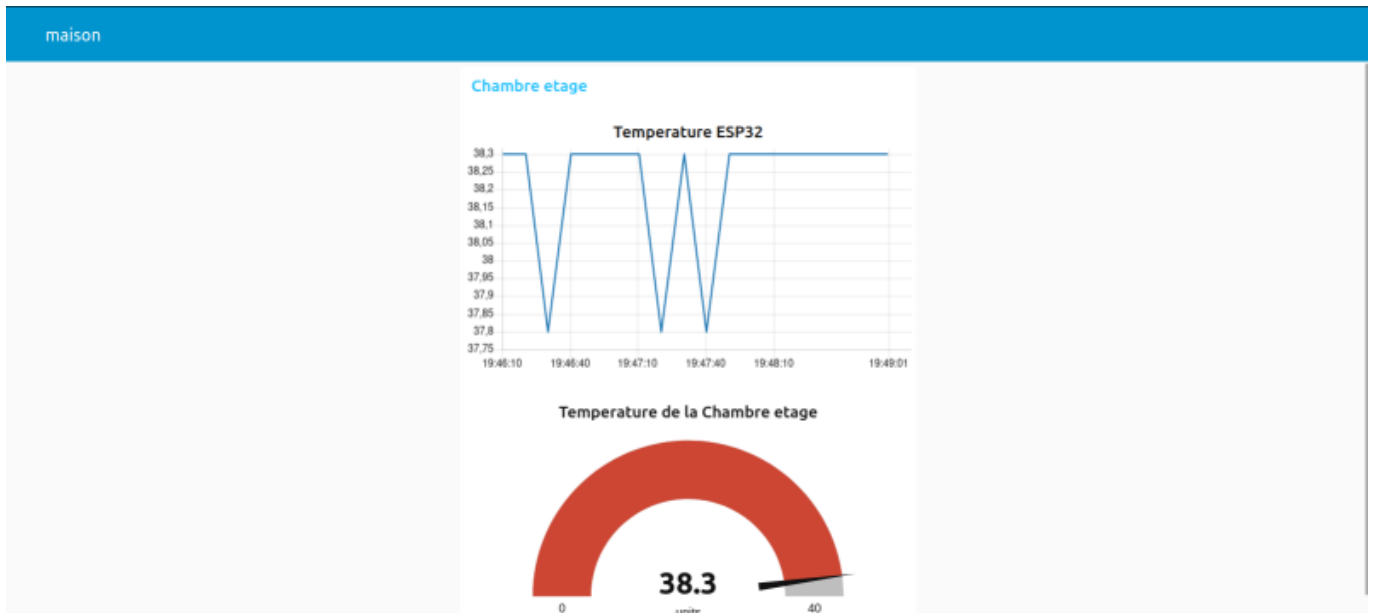 maison
Chambre etage
Temperature ESP32
38,3
38,25
38,2
38,15
38,1
38,05
38
37,95
37,9
37,85
37,8
37,75
19:46:10 19:46:40 19:47:10 19:47:40 19:48:10 19:49:01
Temperature de la Chambre etage
38.3
0 units 40